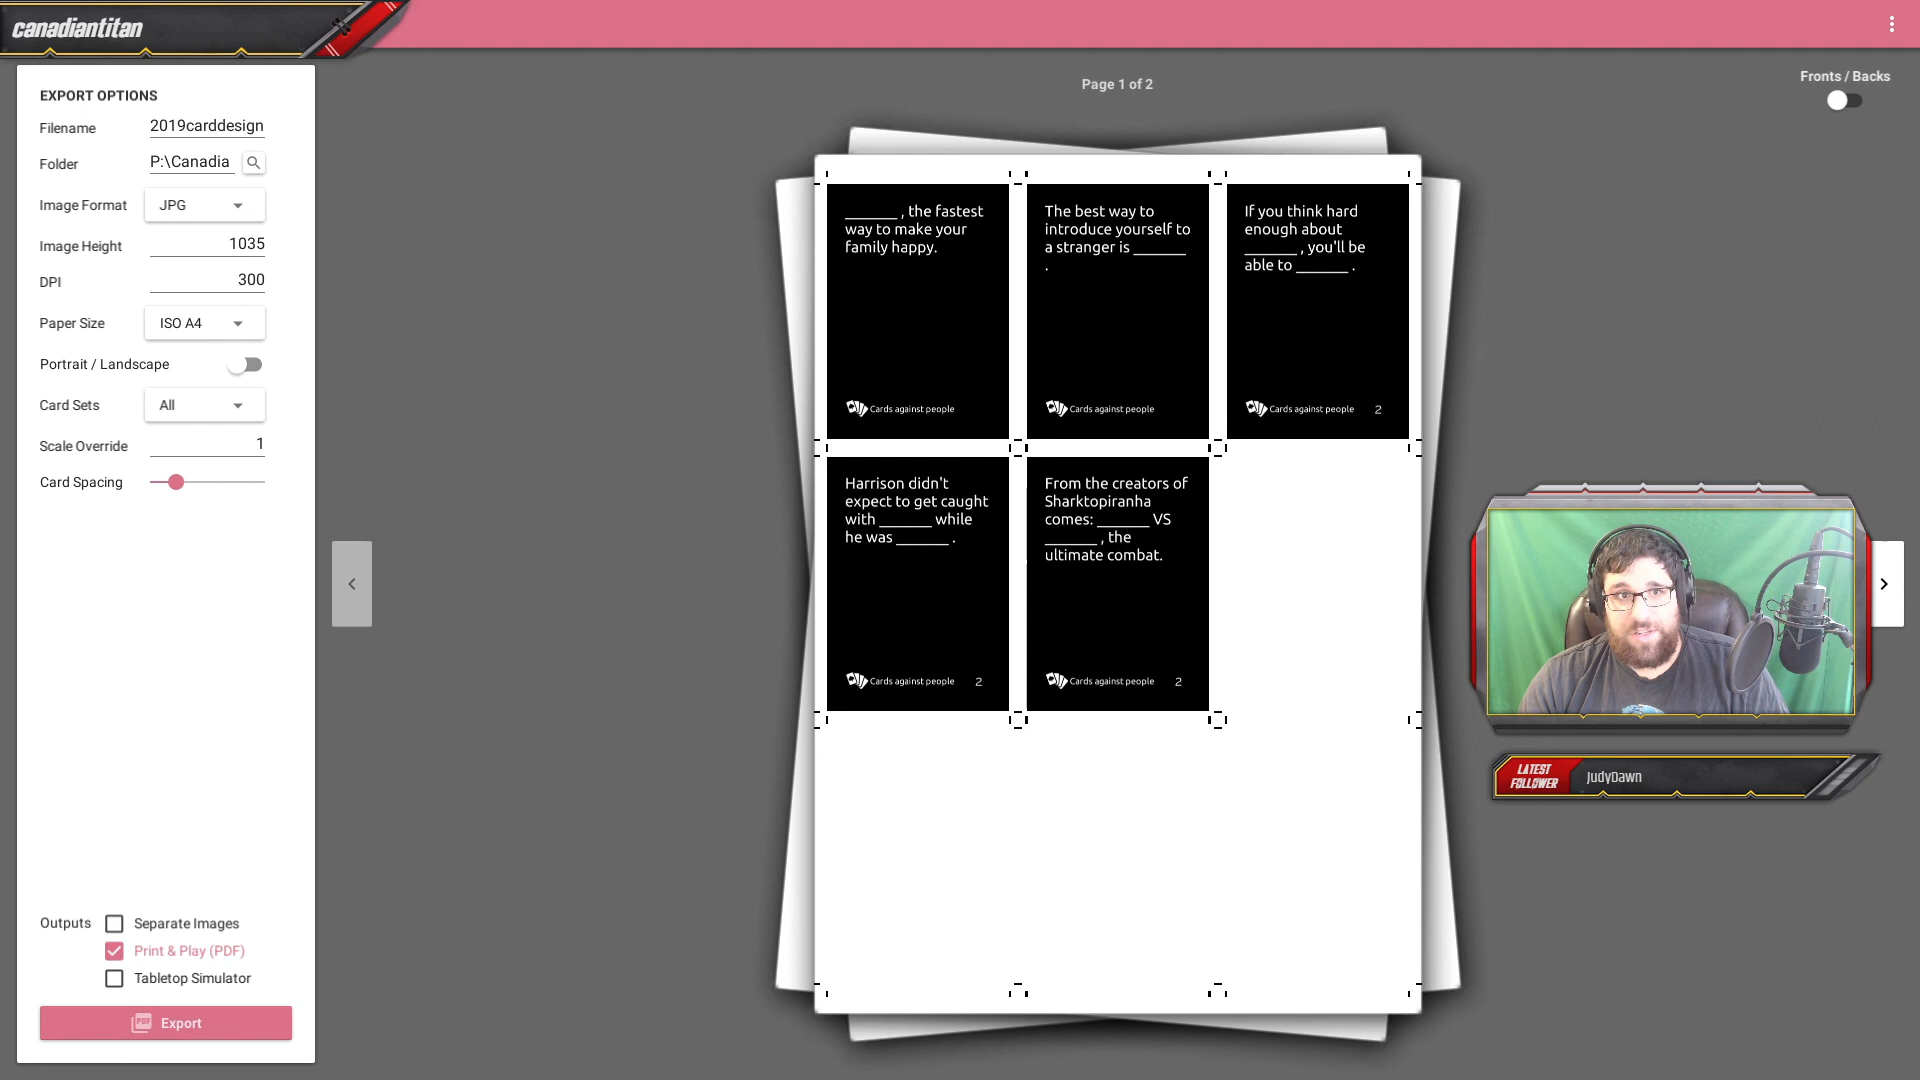 canadiantitan
Page 1 of 2
Fronts / Backs
EXPORT OPTIONS
Filename 2019carddesign
Folder P:\Canadia
Image Format JPG
Image Height 1035
DPI 300
Paper Size ISO A4
Portrait / Landscape
Card Sets All
Scale Override 1
Card Spacing
Outputs Separate Images
Print & Play (PDF)
Tabletop Simulator
PDF Export
_______ , the fastest
way to make your
family happy.
Cards against people
The best way to
introduce yourself to
a stranger is _______
.
Cards against people
If you think hard
enough about
_______ , you'll be
able to _______ .
Cards against people 2
Harrison didn't
expect to get caught
with _______ while
he was _______ .
Cards against people 2
From the creators of
Sharktopiranha
comes: _______ VS
_______ , the
ultimate combat.
Cards against people 2
LATEST
FOLLOWER
JudyDawn